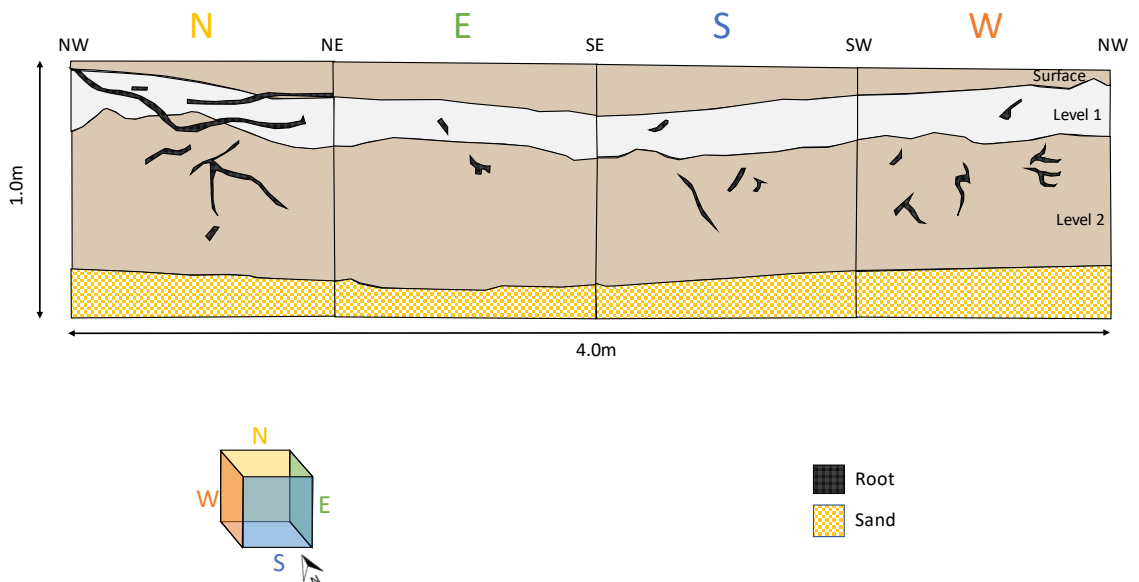 N E S W
NW NE SE SW NW
Surface
Level 1
1.0m
Level 2
4.0m
N
W
E
S
N
Root
Sand